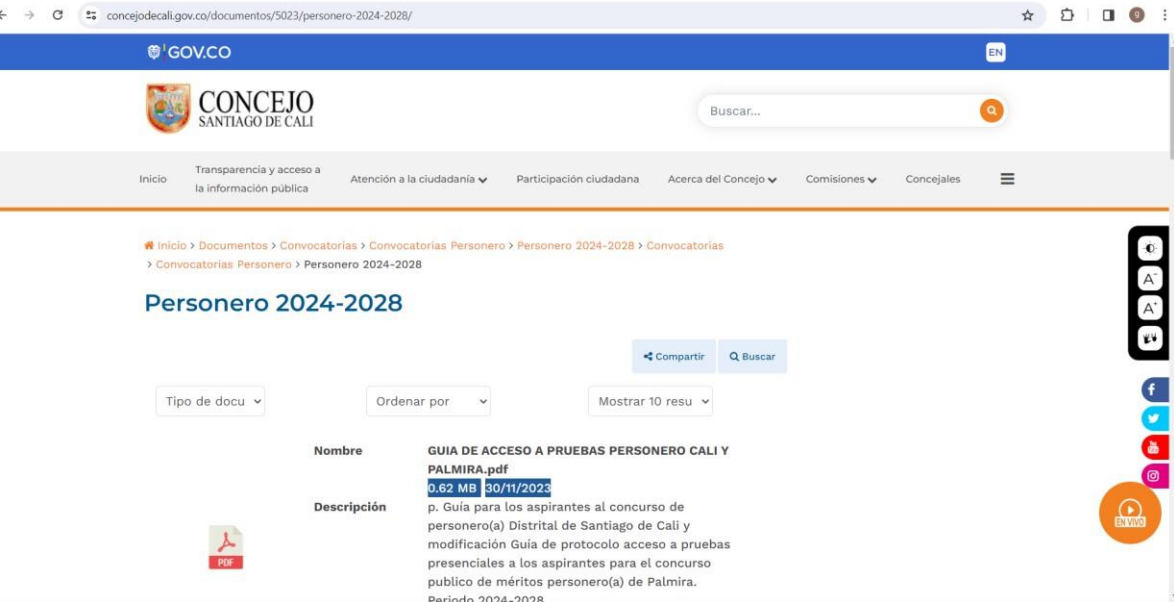 concejodecali.gov.co/documentos/5023/personero-2024-2028/
g
GOV.CO
EN
CONCEJO
SANTIAGO DE CALI
Buscar...
Inicio
Transparencia y acceso a
la información pública
Atención a la ciudadanía
Participación ciudadana
Acerca del Concejo
Comisiones
Concejales
Inicio > Documentos > Convocatorias > Convocatorias Personero > Personero 2024-2028 > Convocatorias
> Convocatorias Personero > Personero 2024-2028
A-
A+
Personero 2024-2028
Compartir
Buscar
Tipo de docu
Ordenar por
Mostrar 10 resu
Nombre
GUIA DE ACCESO A PRUEBAS PERSONERO CALI Y
PALMIRA.pdf
0.62 MB 30/11/2023
Descripción
p. Guía para los aspirantes al concurso de
personero(a) Distrital de Santiago de Cali y
modificación Guía de protocolo acceso a pruebas
presenciales a los aspirantes para el concurso
publico de méritos personero(a) de Palmira.
Periodo 2024-2028
PDF
EN VIVO